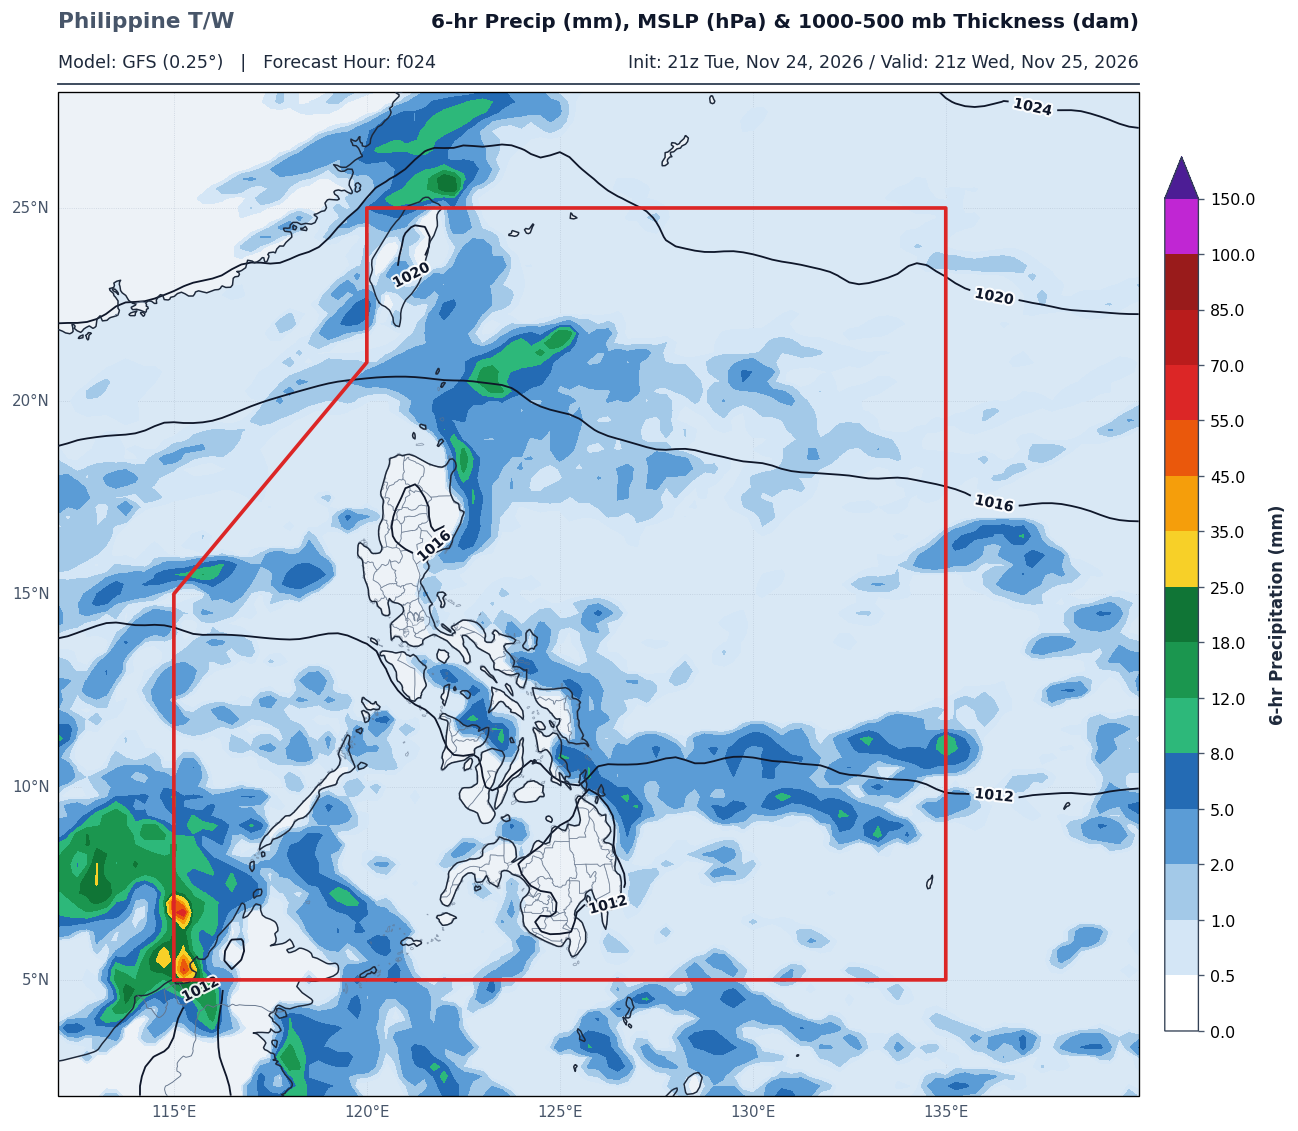 Philippine T/W
6-hr Precip (mm), MSLP (hPa) & 1000-500 mb Thickness (dam)
Model: GFS (0.25°) | Forecast Hour: f024
Init: 21z Tue, Nov 24, 2026 / Valid: 21z Wed, Nov 25, 2026
1024
1020
1020
1016
1016
1012
1012
1012
25°N
20°N
15°N
10°N
5°N
115°E
120°E
125°E
130°E
135°E
150.0
100.0
85.0
70.0
55.0
45.0
35.0
25.0
18.0
12.0
8.0
5.0
2.0
1.0
0.5
0.0
6-hr Precipitation (mm)